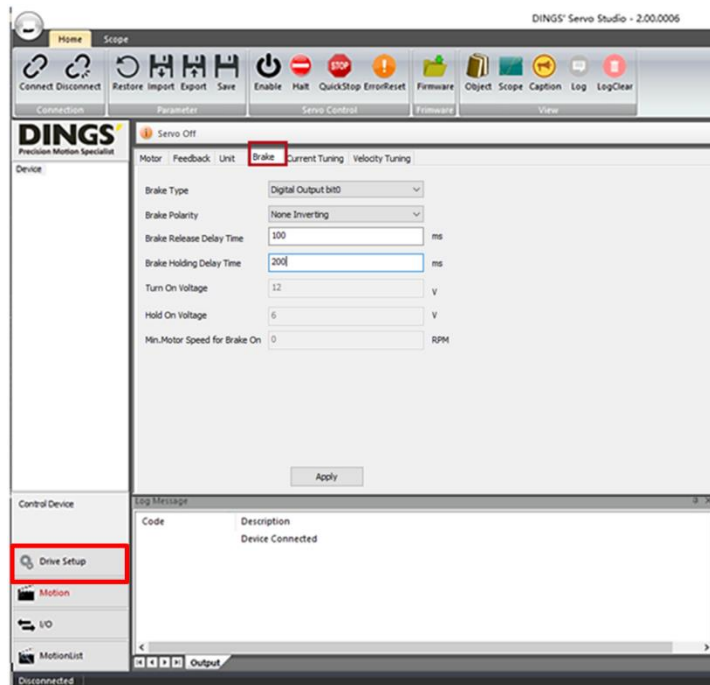 DINGS' Servo Studio - 2.00.0006
Home Scope
Connect Disconnect Restore Import Export Save Enable Halt QuickStop ErrorReset Firmware Object Scope Caption Log LogClear
STOP
Connection Parameter Servo Control Frimware View
DINGS'
Precision Motion Specialist
Device
Servo Off
Motor Feedback Unit Brake Current Tuning Velocity Tuning
Brake Type Digital Output bit0
Brake Polarity None Inverting
Brake Release Delay Time 100 ms
Brake Holding Delay Time 200 ms
Turn On Voltage 12 V
Hold On Voltage 6 V
Min.Motor Speed for Brake On 0 RPM
Apply
Control Device
Log Message
Code Description
Device Connected
Drive Setup
Motion
I/O
MotionList
Output
Disconnected